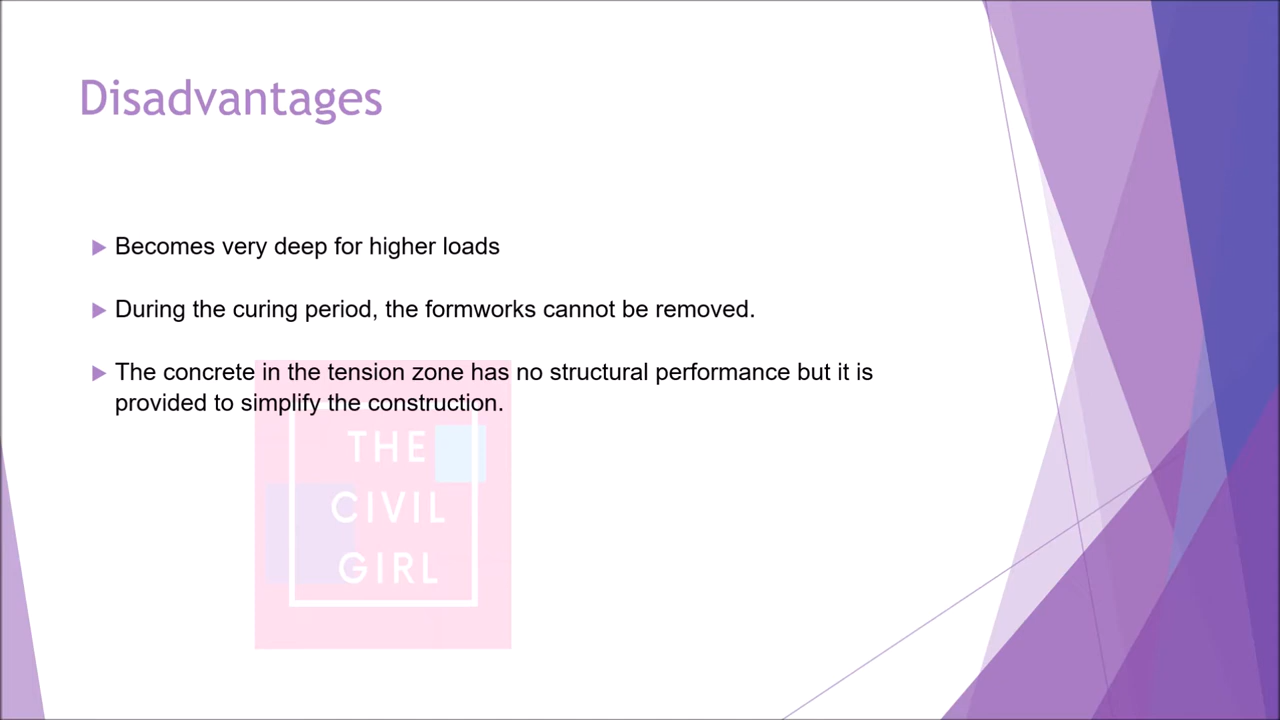 Disadvantages
Becomes very deep for higher loads
During the curing period, the formworks cannot be removed.
The concrete in the tension zone has no structural performance but it is
provided to simplify the construction.
THE
CIVIL
GIRL